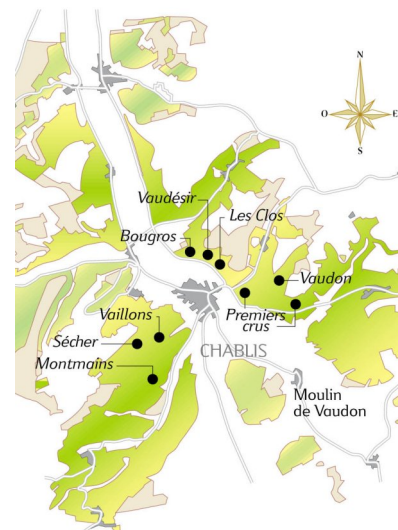 N
O
E
S
Vaudésir
Les Clos
Bougros
Vaudon
Vaillons
Premiers
crus
Sécher
CHABLIS
Montmains
Moulin
de Vaudon